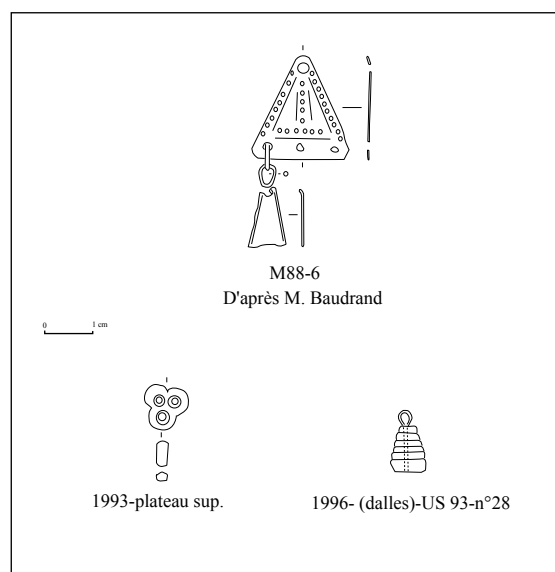 M88-6
D'après M. Baudrand
0 1 cm
1993-plateau sup.
1996- (dalles)-US 93-n°28